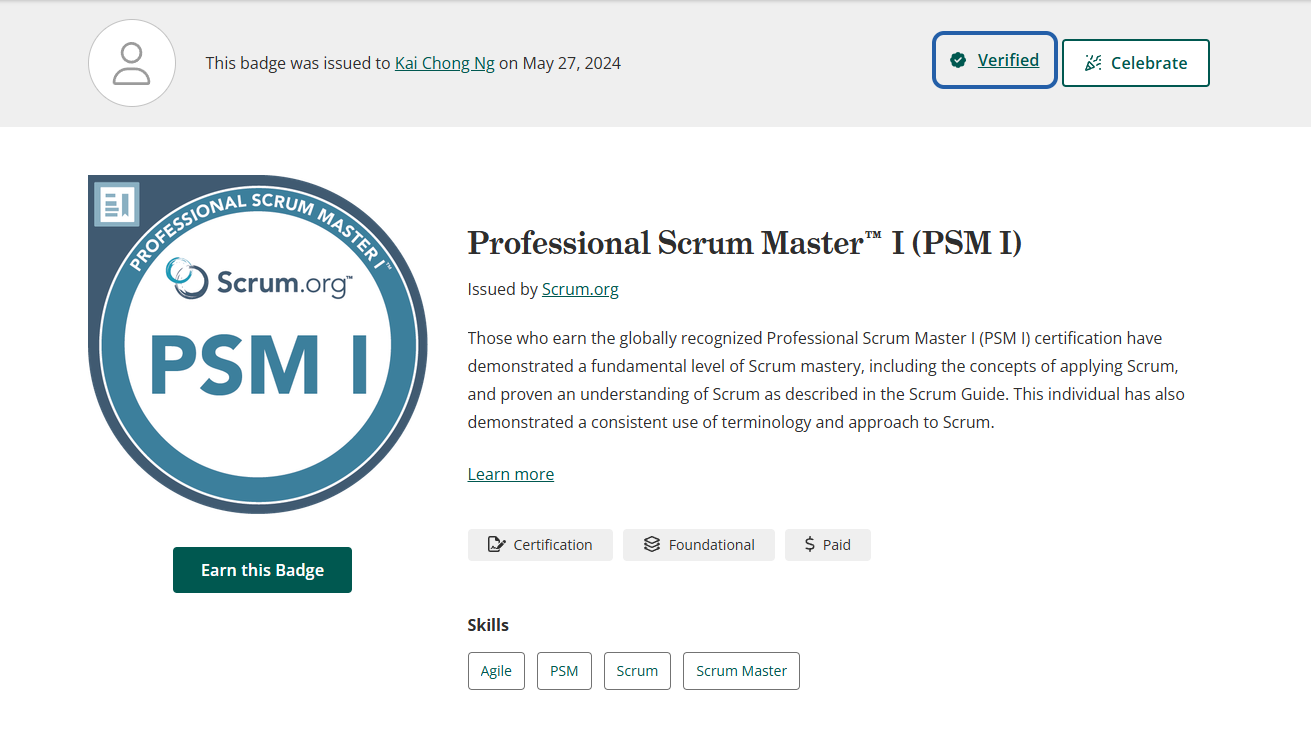 This badge was issued to Kai Chong Ng on May 27, 2024
Verified
Celebrate
PROFESSIONAL SCRUM MASTER I™
Scrum.org™
PSM I
Earn this Badge
Professional Scrum Master™ I (PSM I)
Issued by Scrum.org
Those who earn the globally recognized Professional Scrum Master I (PSM I) certification have
demonstrated a fundamental level of Scrum mastery, including the concepts of applying Scrum,
and proven an understanding of Scrum as described in the Scrum Guide. This individual has also
demonstrated a consistent use of terminology and approach to Scrum.
Learn more
Certification
Foundational
$ Paid
Skills
Agile
PSM
Scrum
Scrum Master